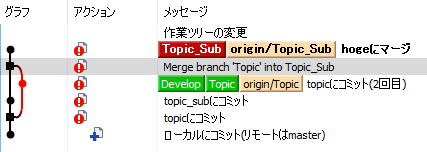 グラフ アクション メッセージ
作業ツリーの変更
Topic_Sub origin/Topic_Sub hogeにマージ
Merge branch 'Topic' into Topic_Sub
Develop Topic origin/Topic topicにコミット(2回目)
topic_subにコミット
topicにコミット
ローカルにコミット(リモートはmaster)